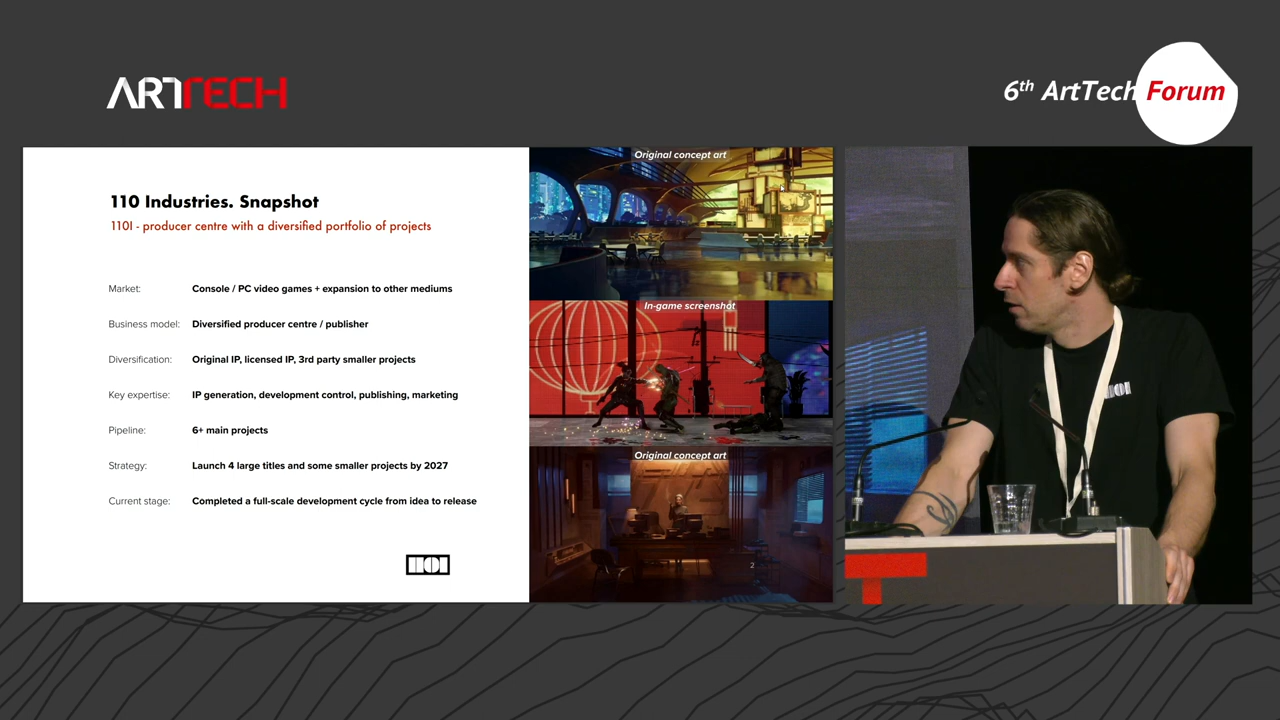 ARTTECH
6th ArtTech Forum
110 Industries. Snapshot
110I - producer centre with a diversified portfolio of projects
Market: Console / PC video games + expansion to other mediums
Business model: Diversified producer centre / publisher
Diversification: Original IP, licensed IP, 3rd party smaller projects
Key expertise: IP generation, development control, publishing, marketing
Pipeline: 6+ main projects
Strategy: Launch 4 large titles and some smaller projects by 2027
Current stage: Completed a full-scale development cycle from idea to release
110I
Original concept art
In-game screenshot
Original concept art
2
110I